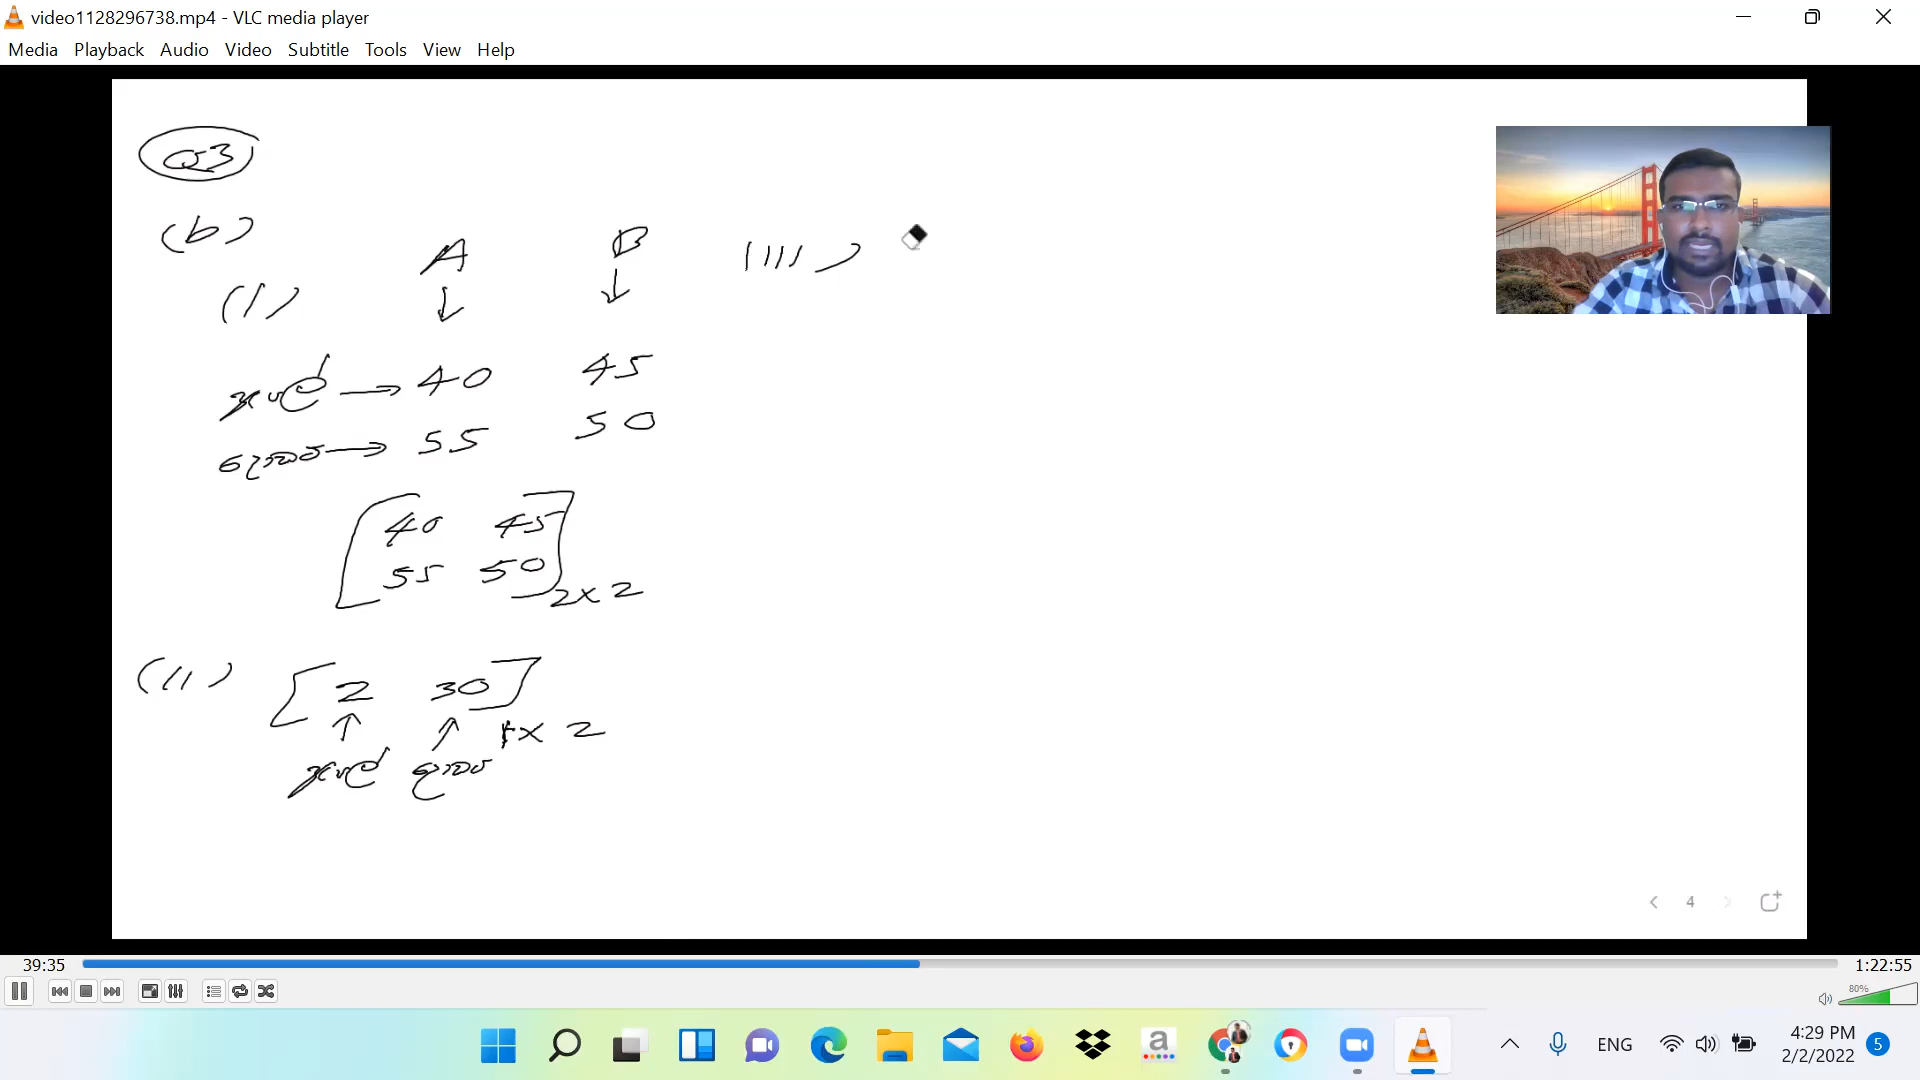 video1128296738.mp4 - VLC media player
Media Playback Audio Video Subtitle Tools View Help
Q3
(b)
A B
(I)
40 45
55 50
40 45
55 50
2x2
(II) [2 30]
1x2
III)
4
39:35 1:22:55
80%
a
ENG
4:29 PM
2/2/2022
5